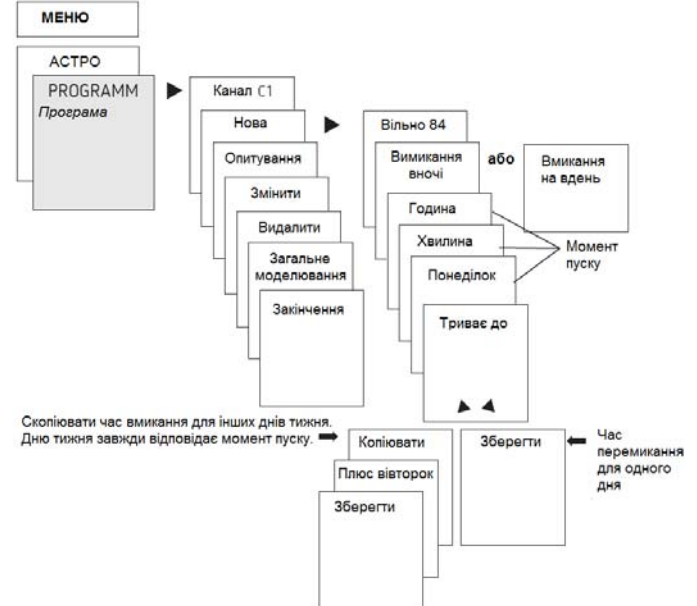 МЕНЮ
АСТРО
PROGRAMM
Програма
Канал C1
Нова
Опитування
Змінити
Видалити
Загальне
моделювання
Закінчення
Вільно 84
Вимикання
вночі
або
Вмикання
на вдень
Година
Хвилина
Понеділок
Момент
пуску
Триває до
Скопіювати час вмикання для інших днів тижня.
Дню тижня завжди відповідає момент пуску.
Копіювати
Плюс вівторок
Зберегти
Зберегти
Час
перемикання
для одного
дня